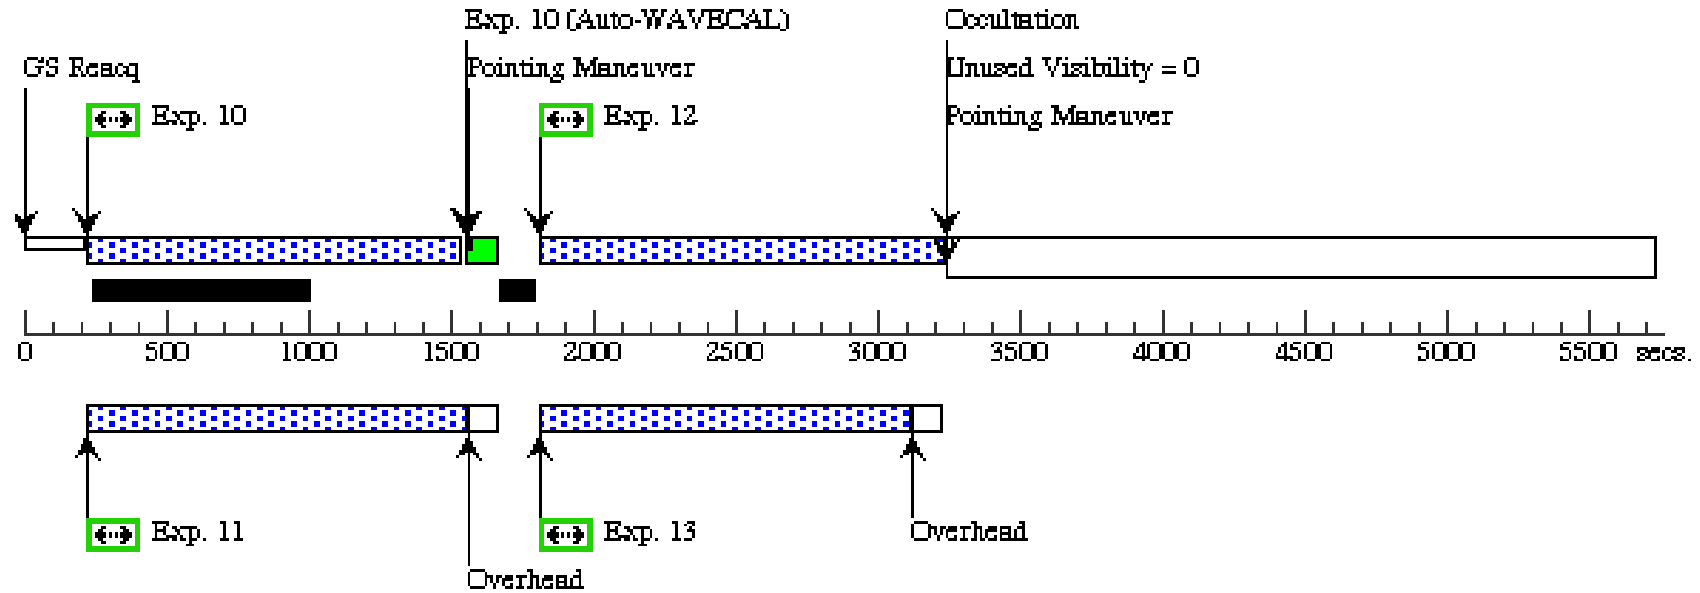 Exp. 10 (Auto-WAVECAL)
Occultation
GS Reacq
Pointing Maneuver
Unused Visibility = 0
Exp. 10
Exp. 12
Pointing Maneuver
0 500 1000 1500 2000 2500 3000 3500 4000 4500 5000 5500 secs.
Exp. 11
Exp. 13
Overhead
Overhead